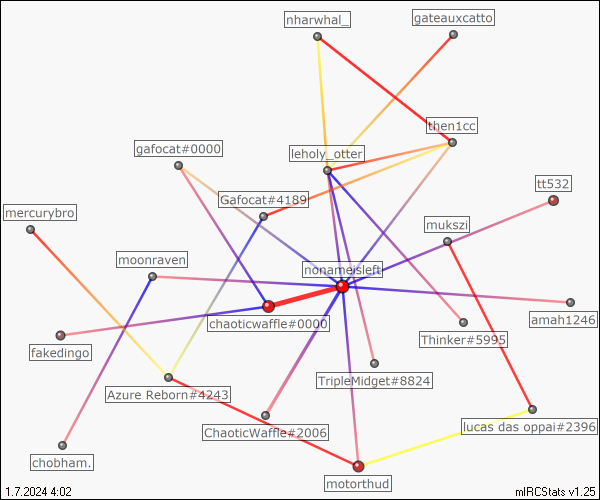 nharwhal_
gateauxcatto
then1cc
gafocat#0000
leholy_otter
tt532
Gafocat#4189
mercurybro
mukszi
moonraven
nonameisleft
chaoticwaffle#0000
amah1246
Thinker#5995
fakedingo
TripleMidget#8824
Azure Reborn#4243
lucas das oppai#2396
ChaoticWaffle#2006
chobham.
motorthud
1.7.2024 4:02
mIRCStats v1.25